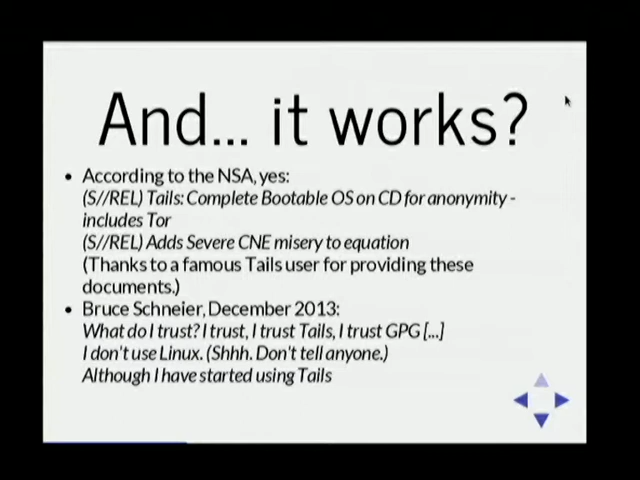 And... it works?
• According to the NSA, yes:
(S//REL) Tails: Complete Bootable OS on CD for anonymity -
includes Tor
(S//REL) Adds Severe CNE misery to equation
(Thanks to a famous Tails user for providing these
documents.)
• Bruce Schneier, December 2013:
What do I trust? I trust, I trust Tails, I trust GPG [...]
I don't use Linux. (Shhh. Don't tell anyone.)
Although I have started using Tails